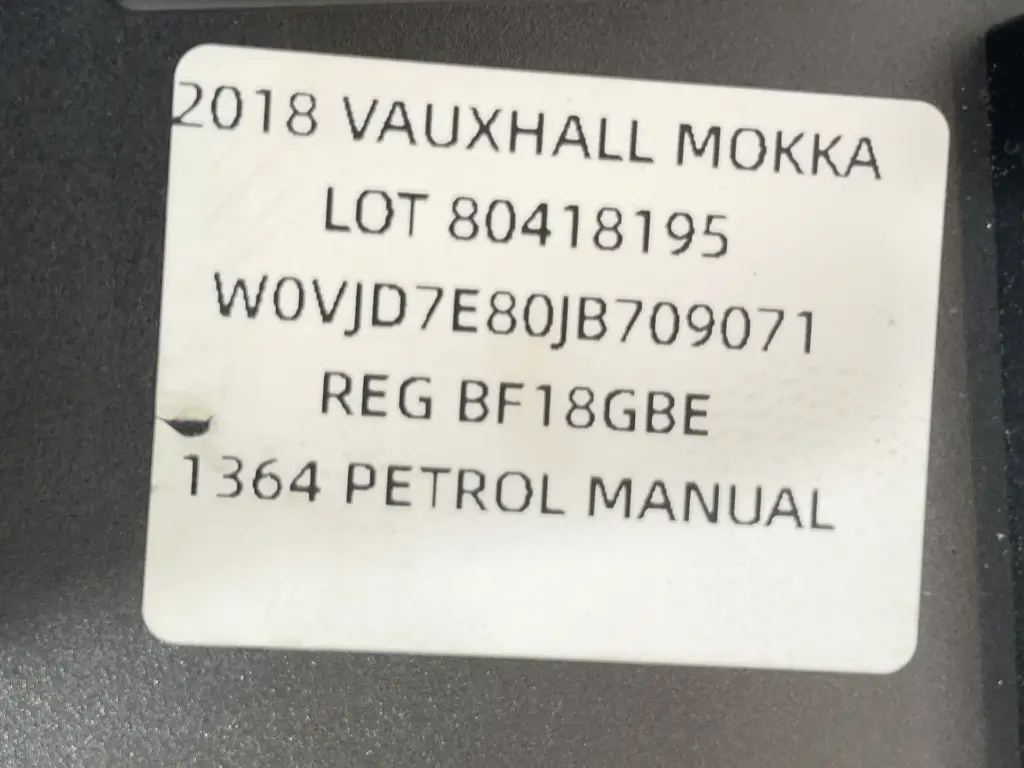 2018 VAUXHALL MOKKA
LOT 80418195
W0VJD7E80JB709071
REG BF18GBE
1364 PETROL MANUAL